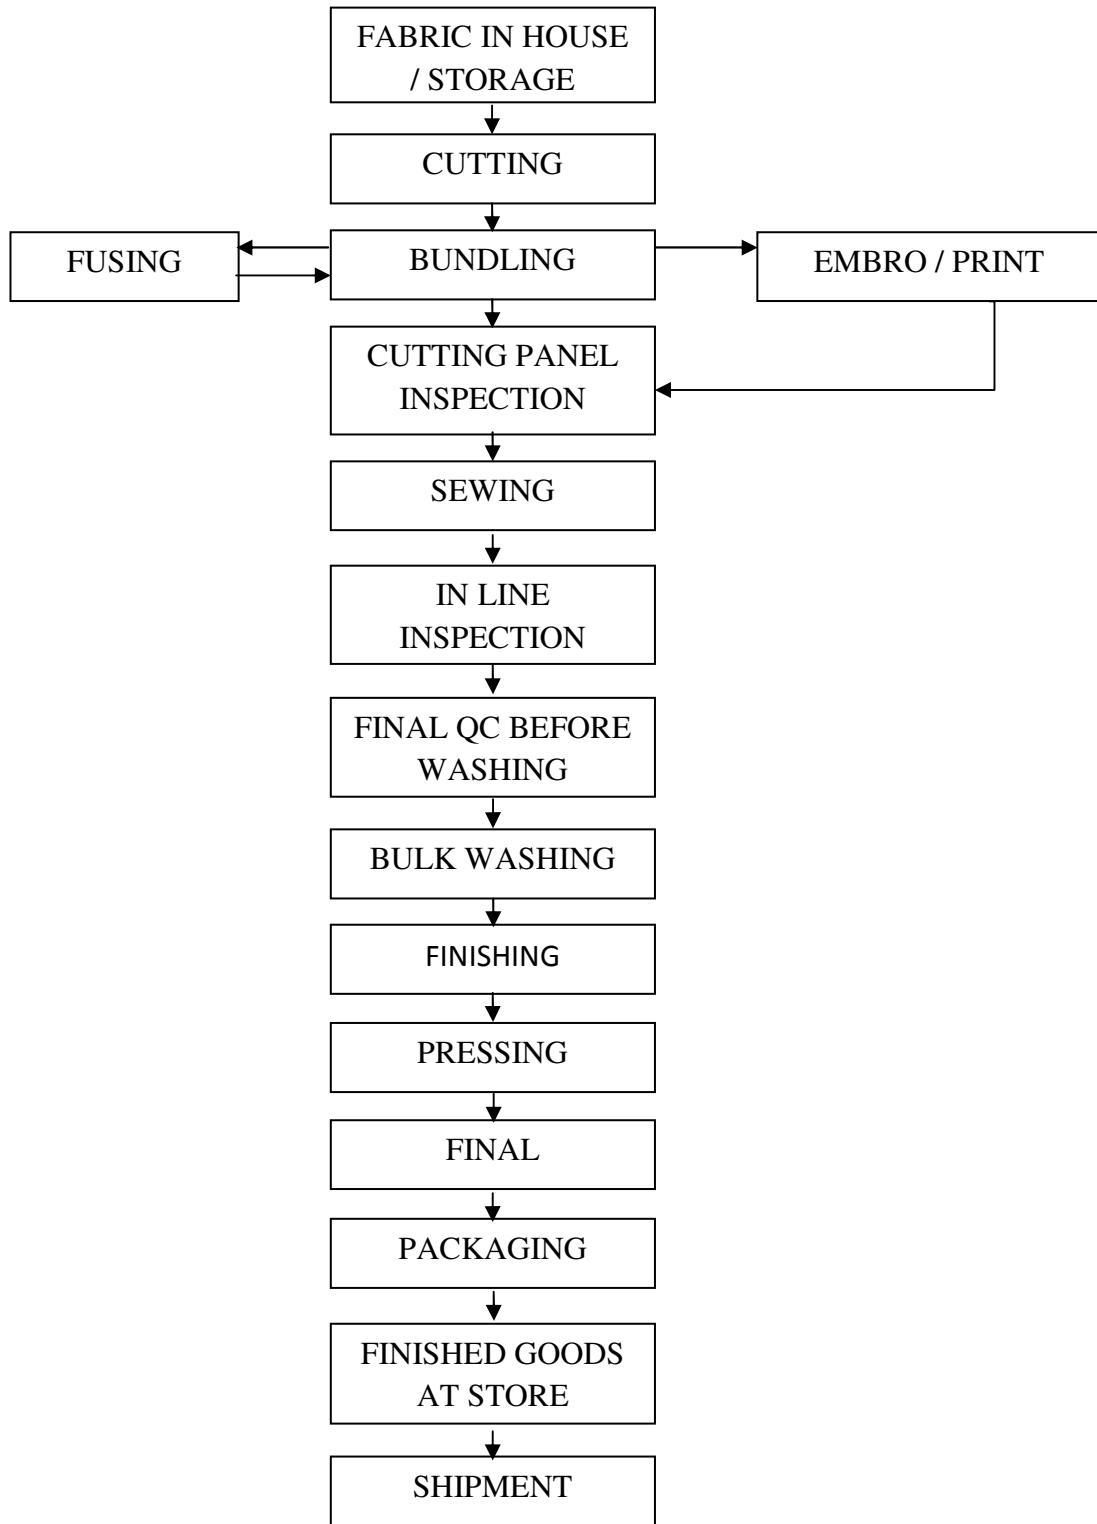 FABRIC IN HOUSE
/ STORAGE
CUTTING
FUSING
BUNDLING
EMBRO / PRINT
CUTTING PANEL
INSPECTION
SEWING
IN LINE
INSPECTION
FINAL QC BEFORE
WASHING
BULK WASHING
FINISHING
PRESSING
FINAL
PACKAGING
FINISHED GOODS
AT STORE
SHIPMENT